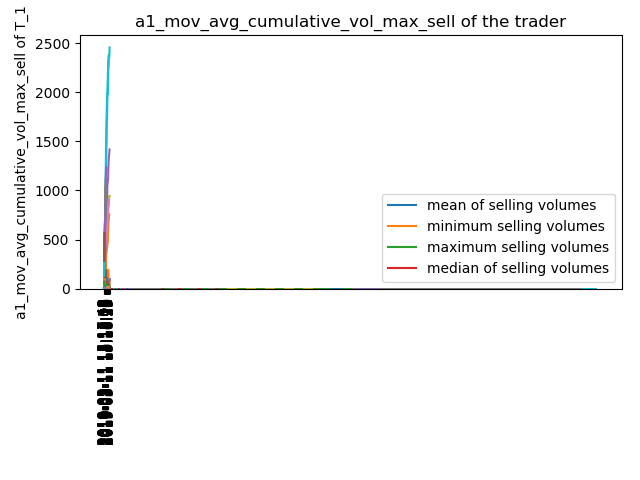 a1_mov_avg_cumulative_vol_max_sell of the trader
a1_mov_avg_cumulative_vol_max_sell of T_1
2500
2000
1500
1000
500
0
mean of selling volumes
minimum selling volumes
maximum selling volumes
median of selling volumes